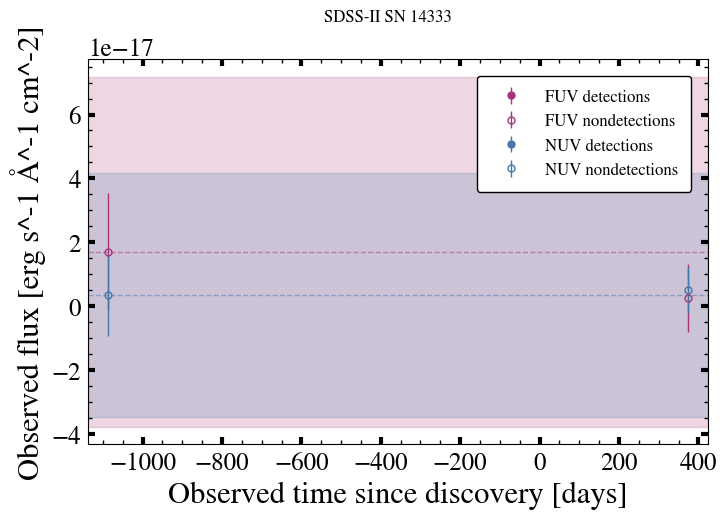 SDSS-II SN 14333
1e−17
FUV detections
FUV nondetections
NUV detections
NUV nondetections
6
4
2
0
−2
−4
Observed flux [erg s^-1 Å^-1 cm^-2]
−1000 −800 −600 −400 −200 0 200 400
Observed time since discovery [days]